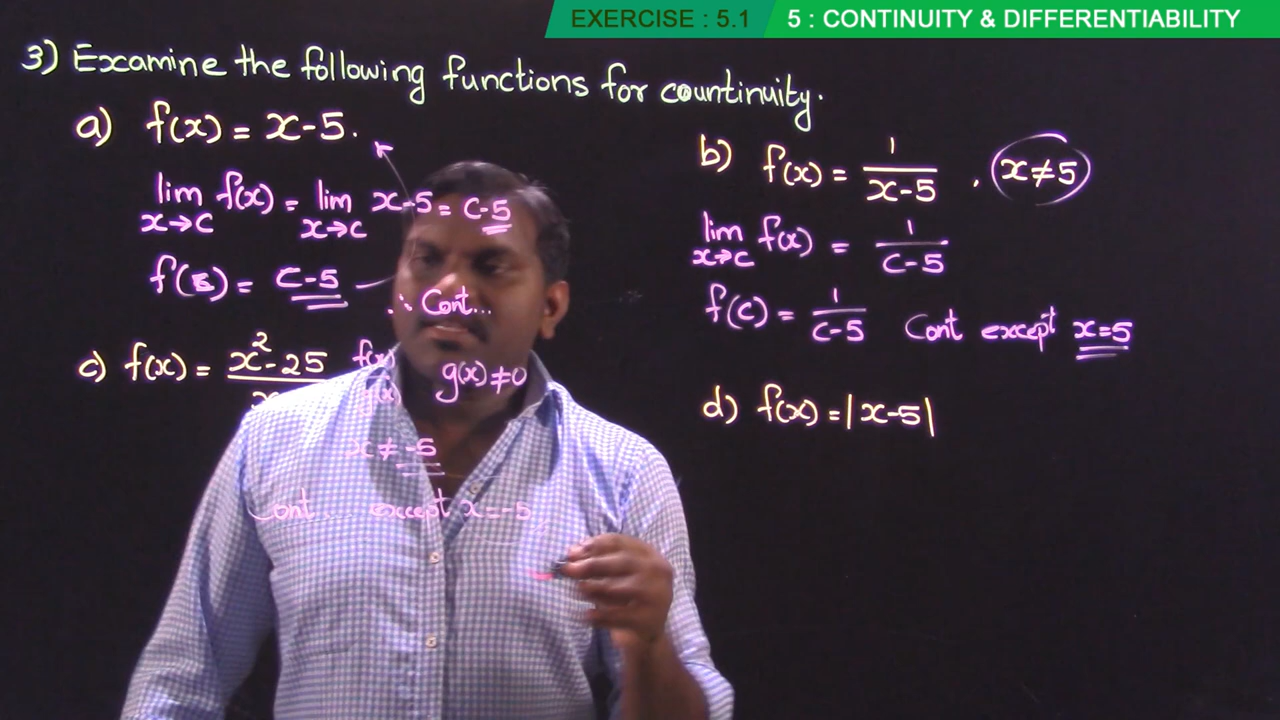 EXERCISE : 5.1
5 : CONTINUITY & DIFFERENTIABILITY
3) Examine the following functions for countinuity.
a) f(x) = x-5.
lim x→c f(x) = lim x→c x-5 = c-5
= c-5
∴ Cont...
b) f(x) = 1/(x-5) , x≠5
lim x→c f(x) = 1/(c-5)
f(c) = 1/(c-5) Cont except x=5
c) f(x) = x²-25
g(x) ≠ 0
x ≠ -5
Cont... except x=-5
d) f(x) = |x-5|